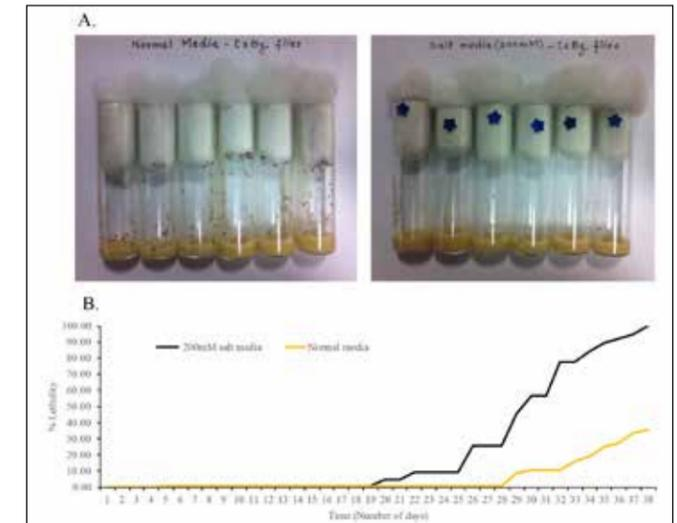 A.
Normal Media - CxBg. flies
Salt media (200mM) - CxBg. flies
B.
100.00
90.00
80.00
70.00
60.00
50.00
40.00
30.00
20.00
10.00
0.00
% Lethality
200mM salt media
Normal media
1 2 3 4 5 6 7 8 9 10 11 12 13 14 15 16 17 18 19 20 21 22 23 24 25 26 27 28 29 30 31 32 33 34 35 36 37 38
Time (Number of days)